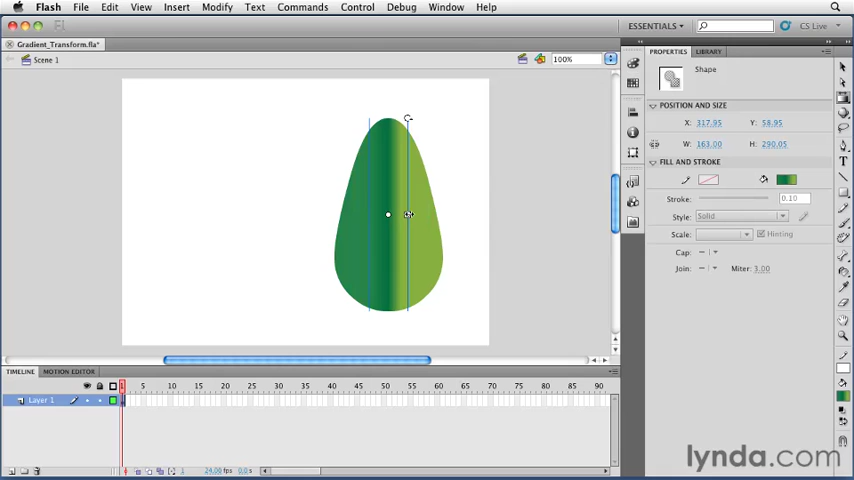 Flash File Edit View Insert Modify Text Commands Control Debug Window Help
ESSENTIALS CS Live
Gradient_Transform.fla*
PROPERTIES LIBRARY
Scene 1 100%
Shape
POSITION AND SIZE
X: 317.95 Y: 58.95
W: 163.00 H: 290.05
FILL AND STROKE
Stroke: 0.10
Style: Solid
Scale: Hinting
Cap:
Join: Miter: 3.00
TIMELINE MOTION EDITOR
1 5 10 15 20 25 30 35 40 45 50 55 60 65 70 75 80 85 90
Layer 1
1 24.00 fps 0.0 s
lynda.com